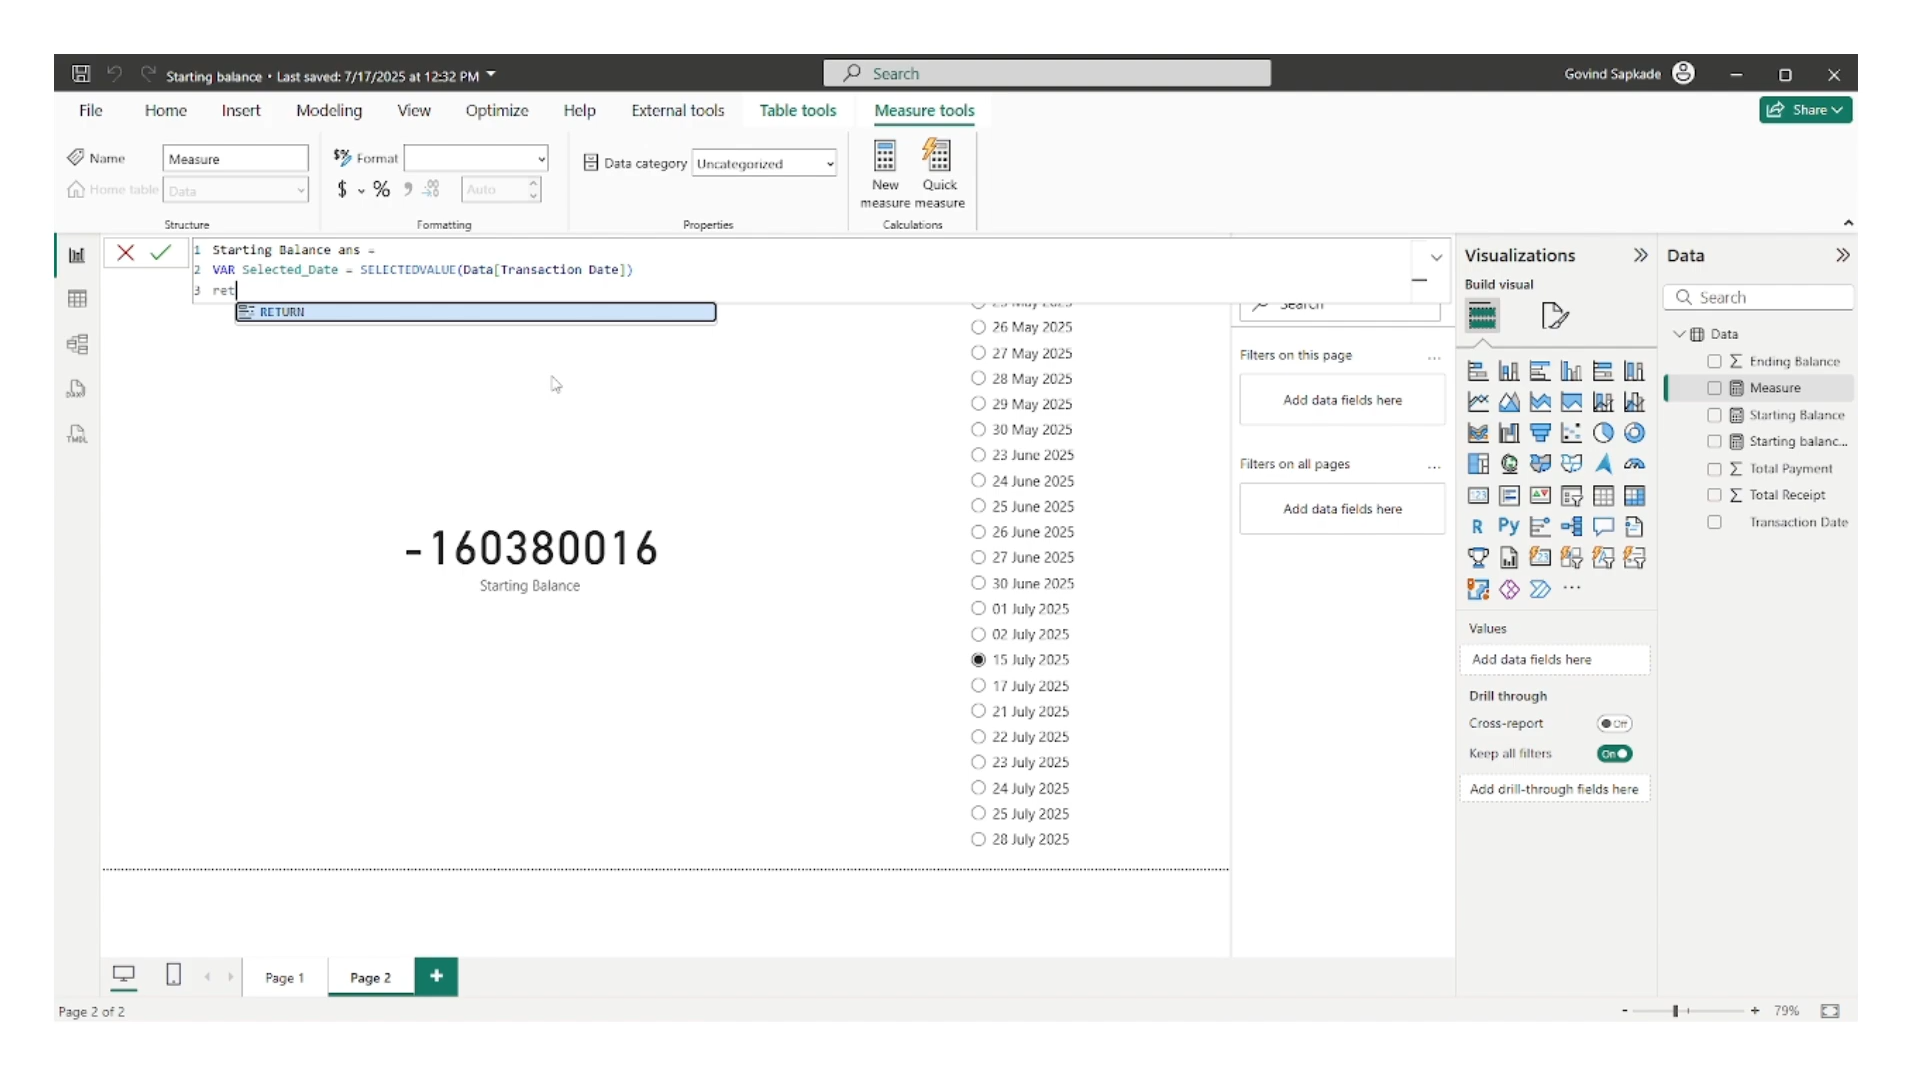 Starting balance • Last saved: 7/17/2025 at 12:32 PM
Search
Govind Sapkade
File
Home
Insert
Modeling
View
Optimize
Help
External tools
Table tools
Measure tools
Share
Name
Measure
Home table
Data
Structure
Format
$
%
Auto
Formatting
Data category
Uncategorized
Properties
New measure
Quick measure
Calculations
1 Starting Balance ans =
2 VAR Selected_Date = SELECTEDVALUE(Data[Transaction Date])
3 ret
RETURN
26 May 2025
27 May 2025
28 May 2025
29 May 2025
30 May 2025
23 June 2025
24 June 2025
25 June 2025
26 June 2025
27 June 2025
30 June 2025
01 July 2025
02 July 2025
15 July 2025
17 July 2025
21 July 2025
22 July 2025
23 July 2025
24 July 2025
25 July 2025
28 July 2025
-160380016
Starting Balance
Search
Filters on this page
...
Add data fields here
Filters on all pages
...
Add data fields here
Visualizations
Build visual
123
R
Py
...
Values
Add data fields here
Drill through
Cross-report
Off
Keep all filters
On
Add drill-through fields here
Data
Search
Data
Ending Balance
Measure
Starting Balance
Starting balanc...
Total Payment
Total Receipt
Transaction Date
TMDL
Page 1
Page 2
+
Page 2 of 2
- + 79%